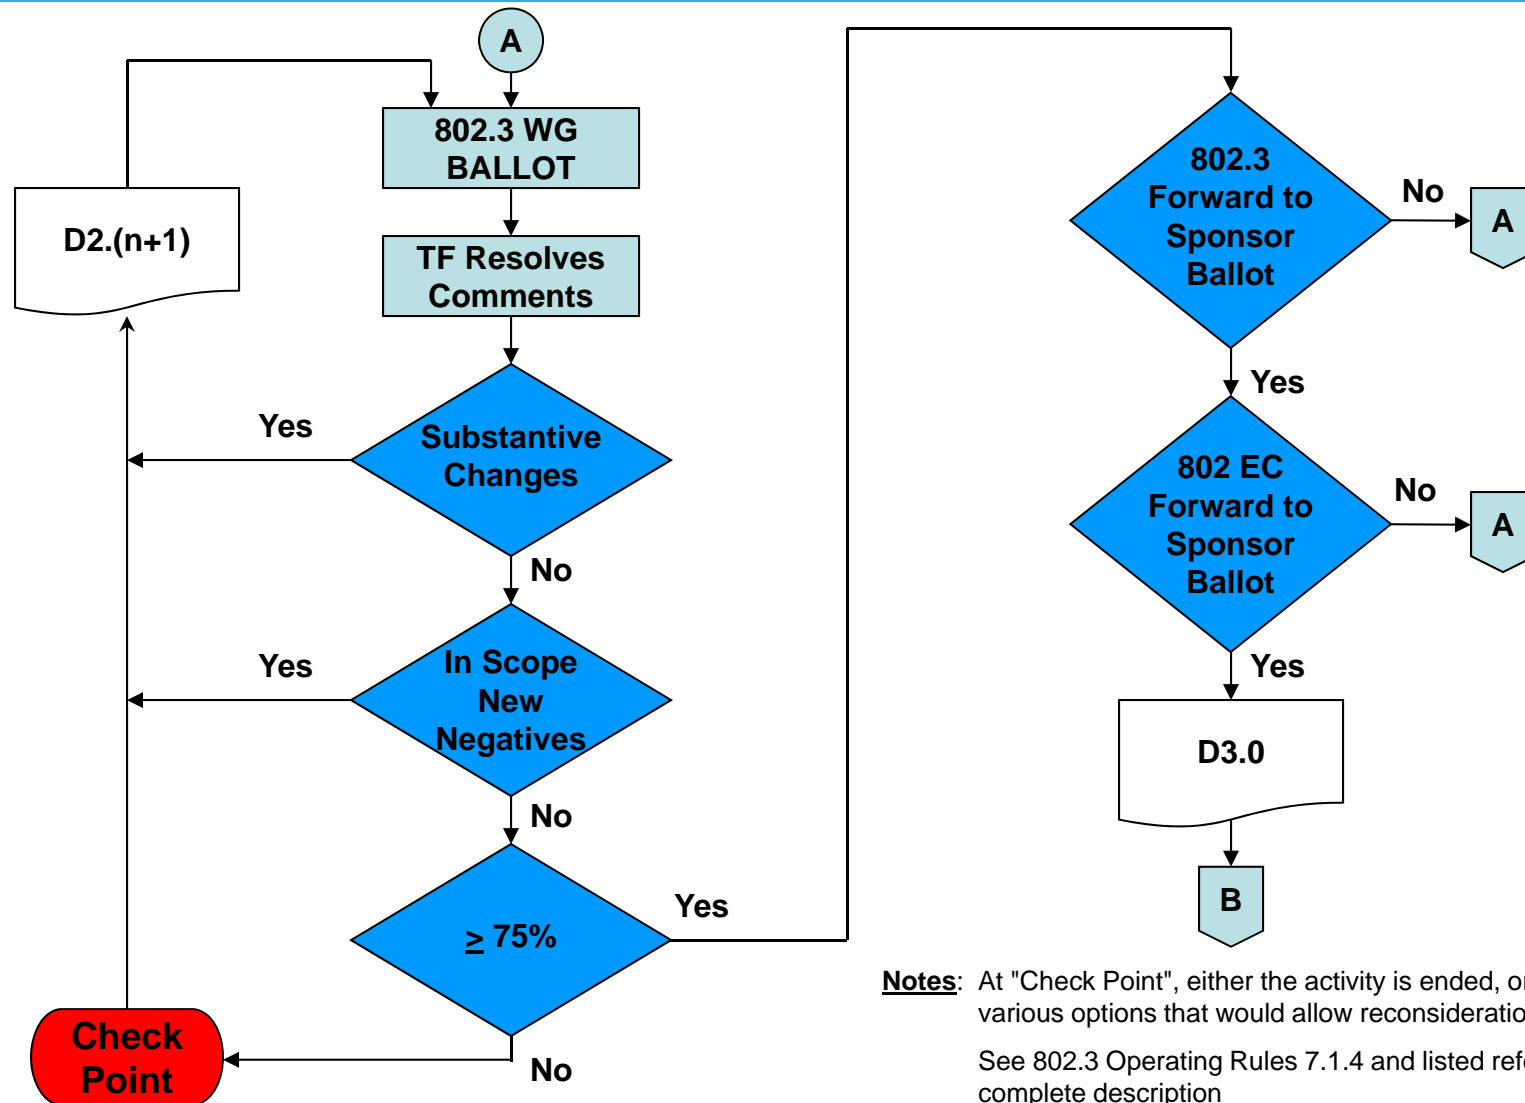 A
802.3 WG
BALLOT
D2.(n+1)
TF Resolves
Comments
Yes
Substantive
Changes
No
Yes
In Scope
New
Negatives
No
≥ 75%
Yes
No
Check
Point
802.3
Forward to
Sponsor
Ballot
No
A
Yes
802 EC
Forward to
Sponsor
Ballot
No
A
Yes
D3.0
B
Notes: At "Check Point", either the activity is ended, or
various options that would allow
See 802.3 Operating Rules 7.1.4 and listed
complete description